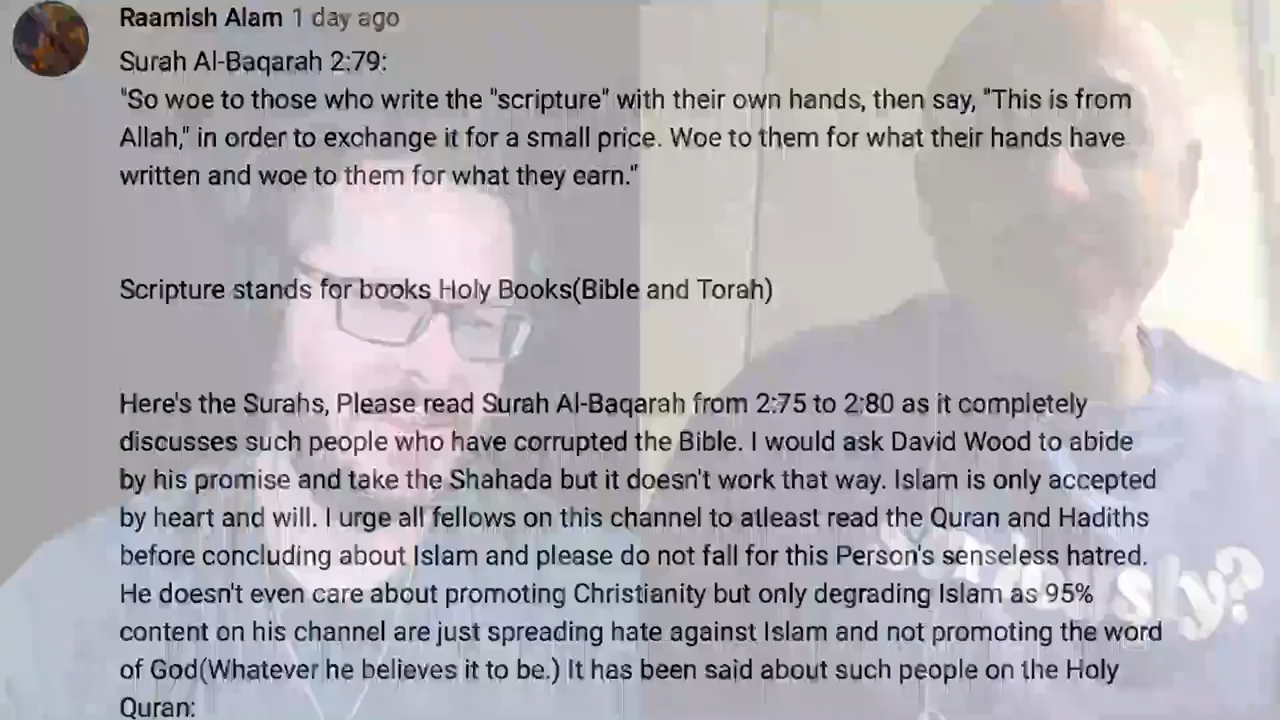 Raamish Alam 1 day ago
Surah Al-Baqarah 2:79:
"So woe to those who write the "scripture" with their own hands, then say, "This is from
Allah," in order to exchange it for a small price. Woe to them for what their hands have
written and woe to them for what they earn."
Scripture stands for books Holy Books(Bible and Torah)
Here's the Surahs, Please read Surah Al-Baqarah from 2:75 to 2:80 as it completely
discusses such people who have corrupted the Bible. I would ask David Wood to abide
by his promise and take the Shahada but it doesn't work that way. Islam is only accepted
by heart and will. I urge all fellows on this channel to atleast read the Quran and Hadiths
before concluding about Islam and please do not fall for this Person's senseless hatred.
He doesn't even care about promoting Christianity but only degrading Islam as 95%
content on his channel are just spreading hate against Islam and not promoting the word
of God(Whatever he believes it to be.) It has been said about such people on the Holy
Quran: